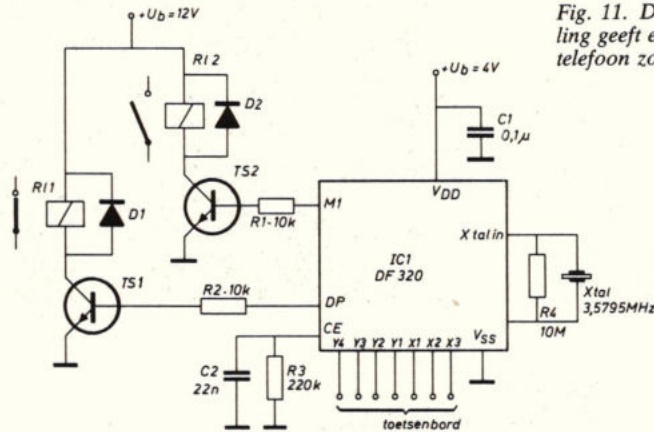 Fig. 11. D
ling geeft e
telefoon zo
+Ub=12V
Rl2
D2
+Ub=4V
C1
0,1µ
TS2
Rl1
D1
R1-10k
M1
VDD
Xtal in
IC1
DF 320
TS1
R2-10k
DP
CE
R4
10M
Xtal
3,5795MHz
VSS
Y4 Y3 Y2 Y1 X1 X2 X3
C2
22n
R3
220k
toetsenbord